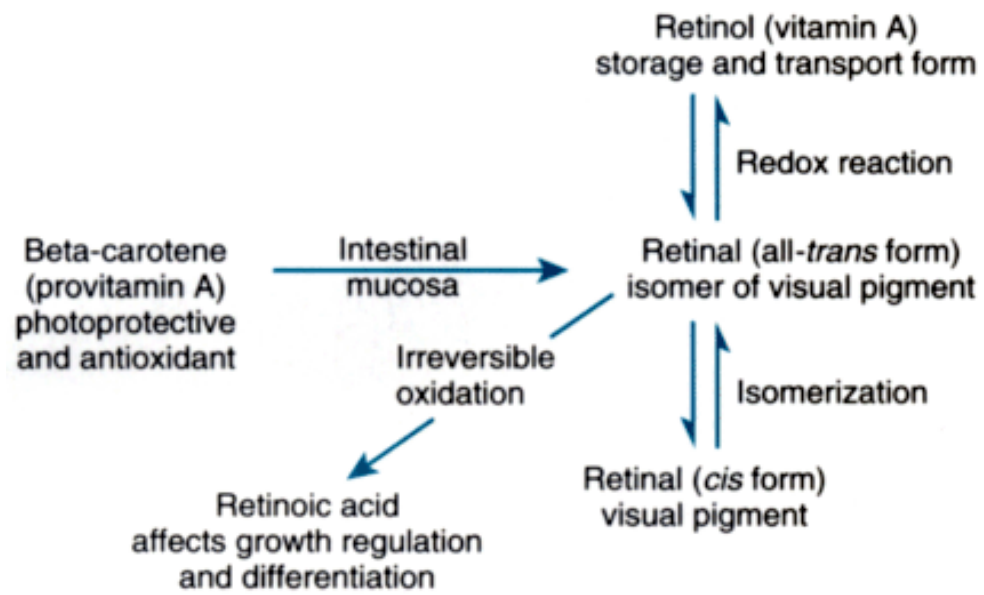 Retinol (vitamin A)
storage and transport form
Redox reaction
Beta-carotene
(provitamin A)
photoprotective
and antioxidant
Intestinal
mucosa
Retinal (all-trans form)
isomer of visual pigment
Irreversible
oxidation
Isomerization
Retinal (cis form)
visual pigment
Retinoic acid
affects growth regulation
and differentiation